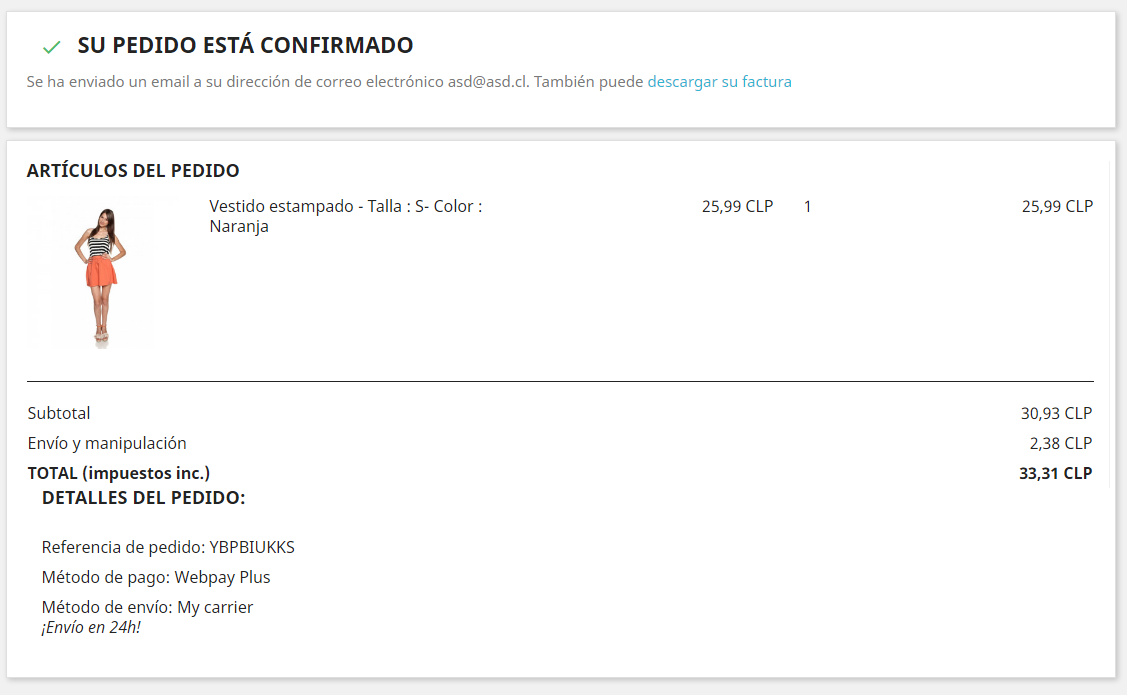 SU PEDIDO ESTÁ CONFIRMADO
Se ha enviado un email a su dirección de correo electrónico asd@asd.cl. También puede descargar su factura
ARTÍCULOS DEL PEDIDO
Vestido estampado - Talla : S- Color : 25,99 CLP 1 25,99 CLP
Naranja
Subtotal 30,93 CLP
Envío y manipulación 2,38 CLP
TOTAL (impuestos inc.) 33,31 CLP
DETALLES DEL PEDIDO:
Referencia de pedido: YBPBIUKKS
Método de pago: Webpay Plus
Método de envío: My carrier
¡Envío en 24h!